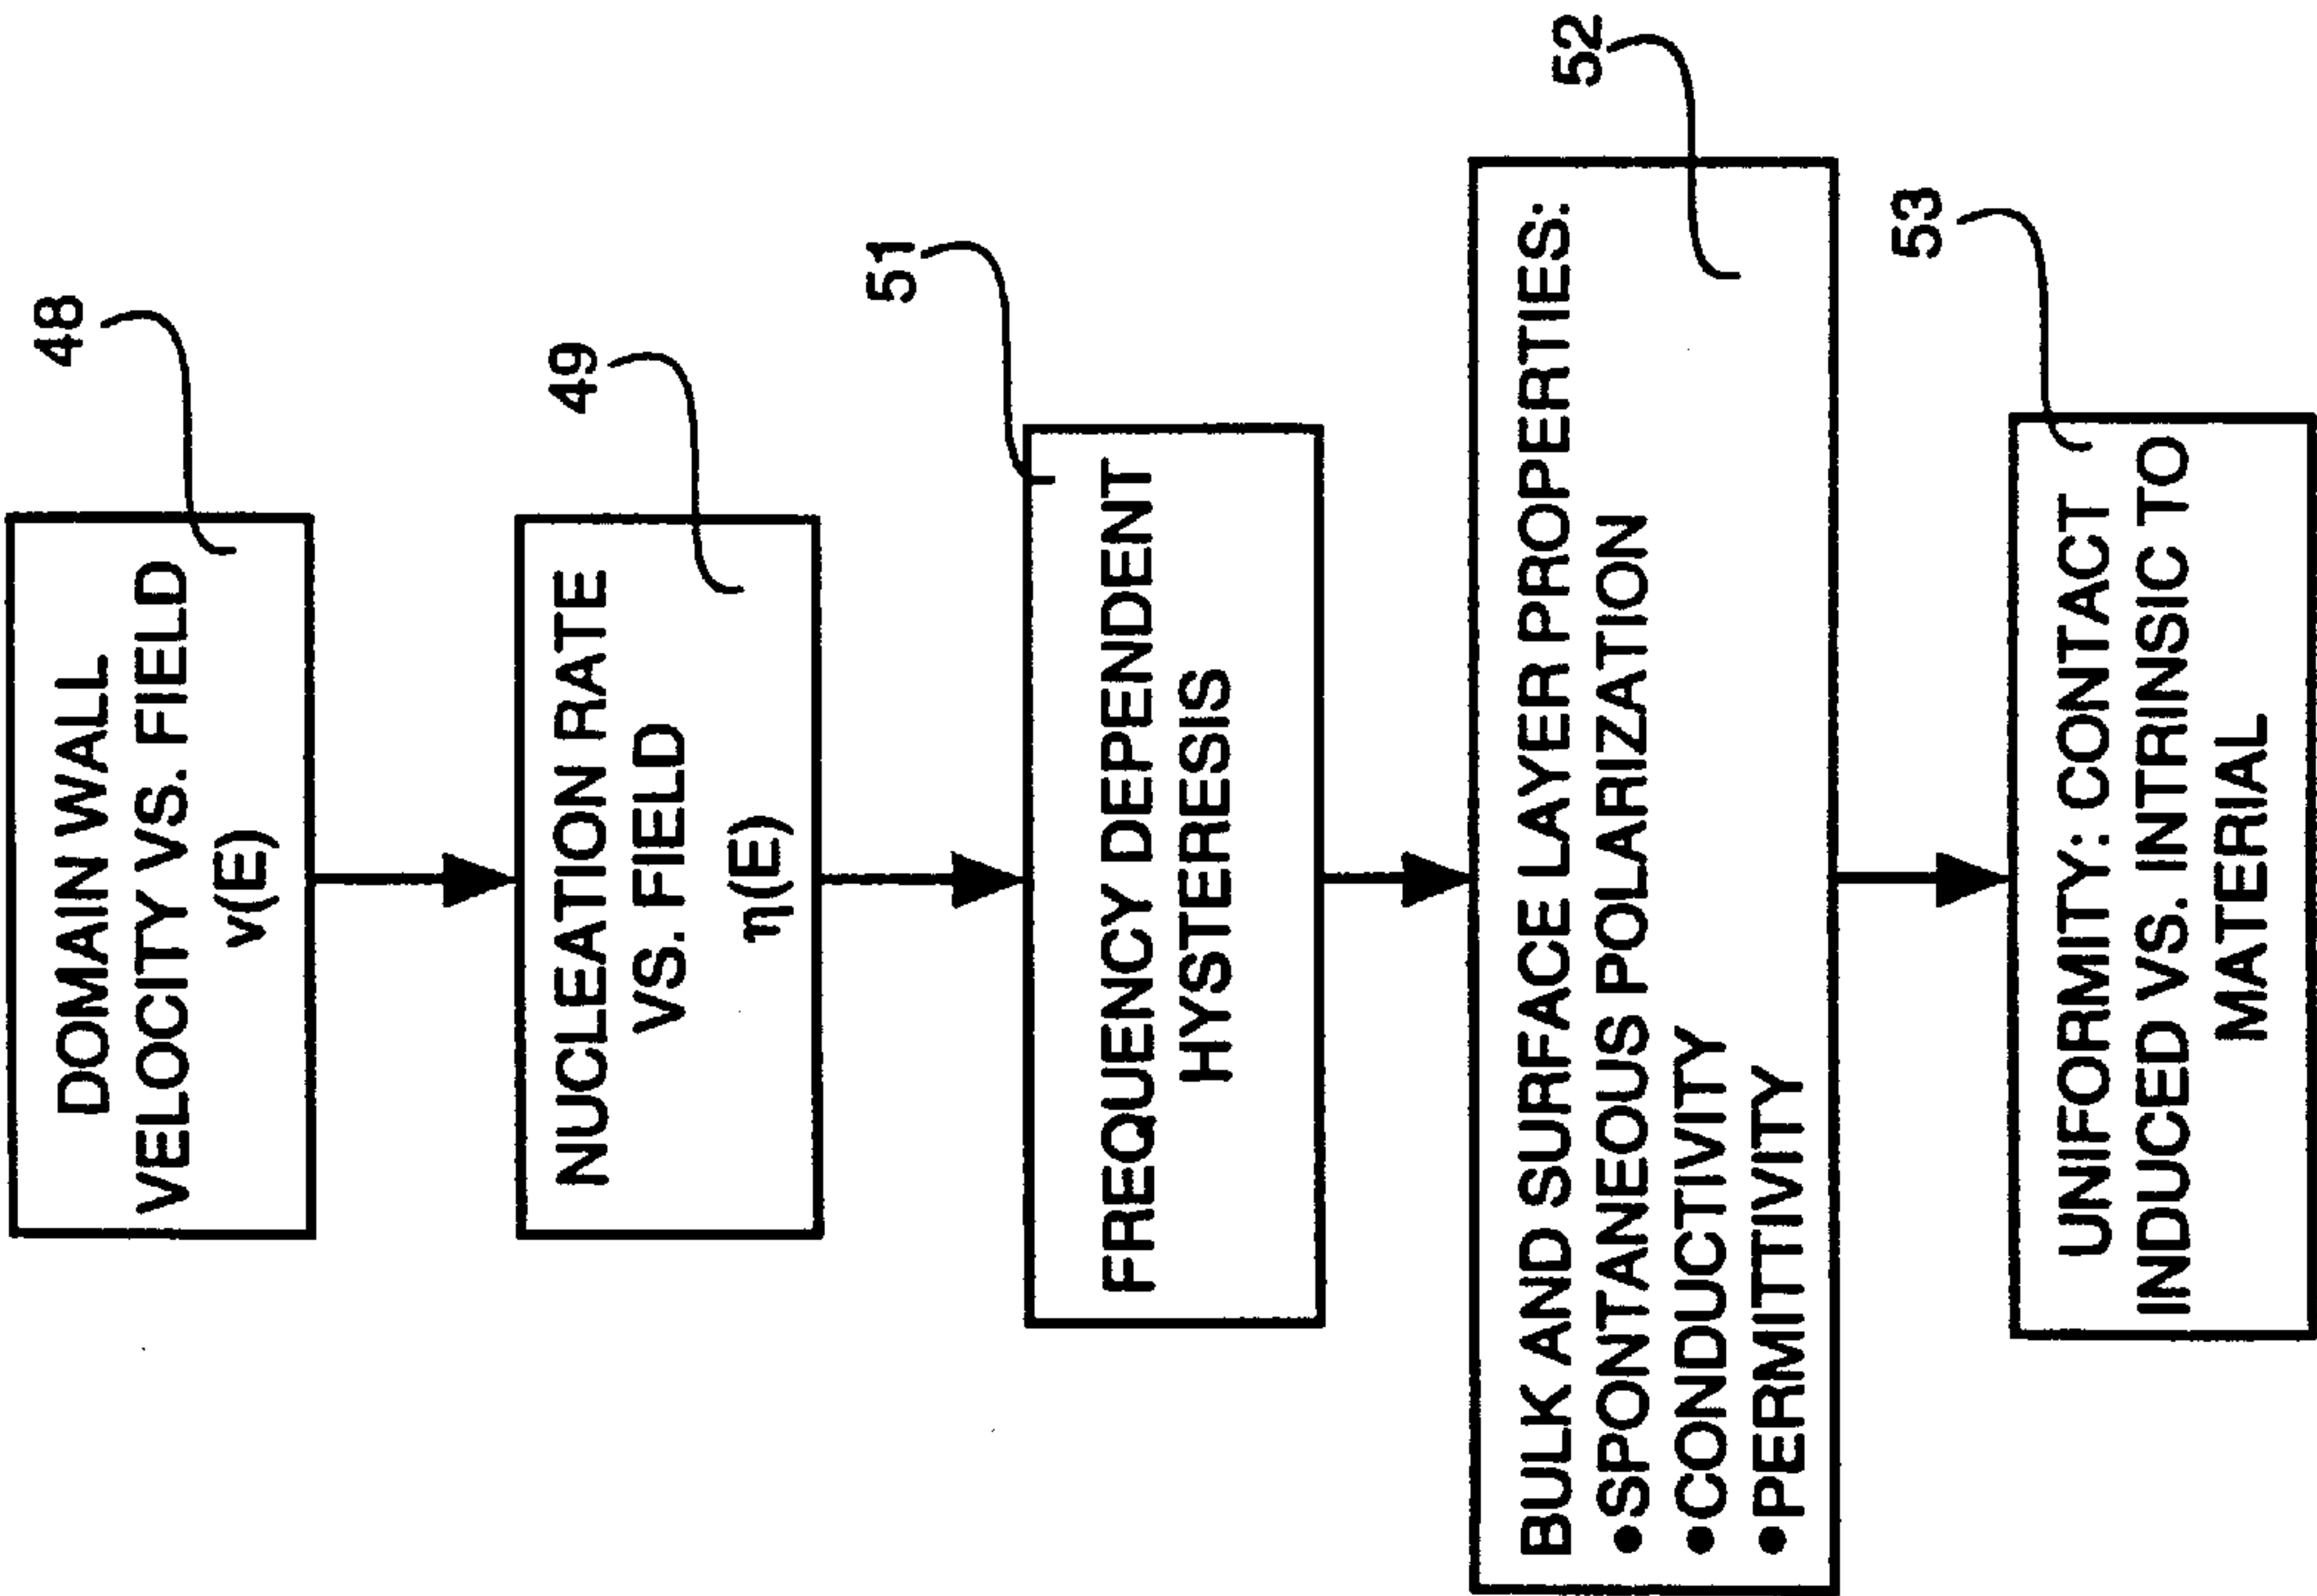 48
DOMAIN WALL
VELOCITY VS. FIELD
v(E)
49
NUCLEATION RATE
VS. FIELD
η(E)
51
FREQUENCY DEPENDENT
HYSTERESIS
52
BULK AND SURFACE LAYER PROPERTIES:
•SPONTANEOUS POLARIZATION
•CONDUCTIVITY
•PERMITTIVITY
53
UNIFORMITY: CONTACT
INDUCED VS. INTRINSIC TO
MATERIAL